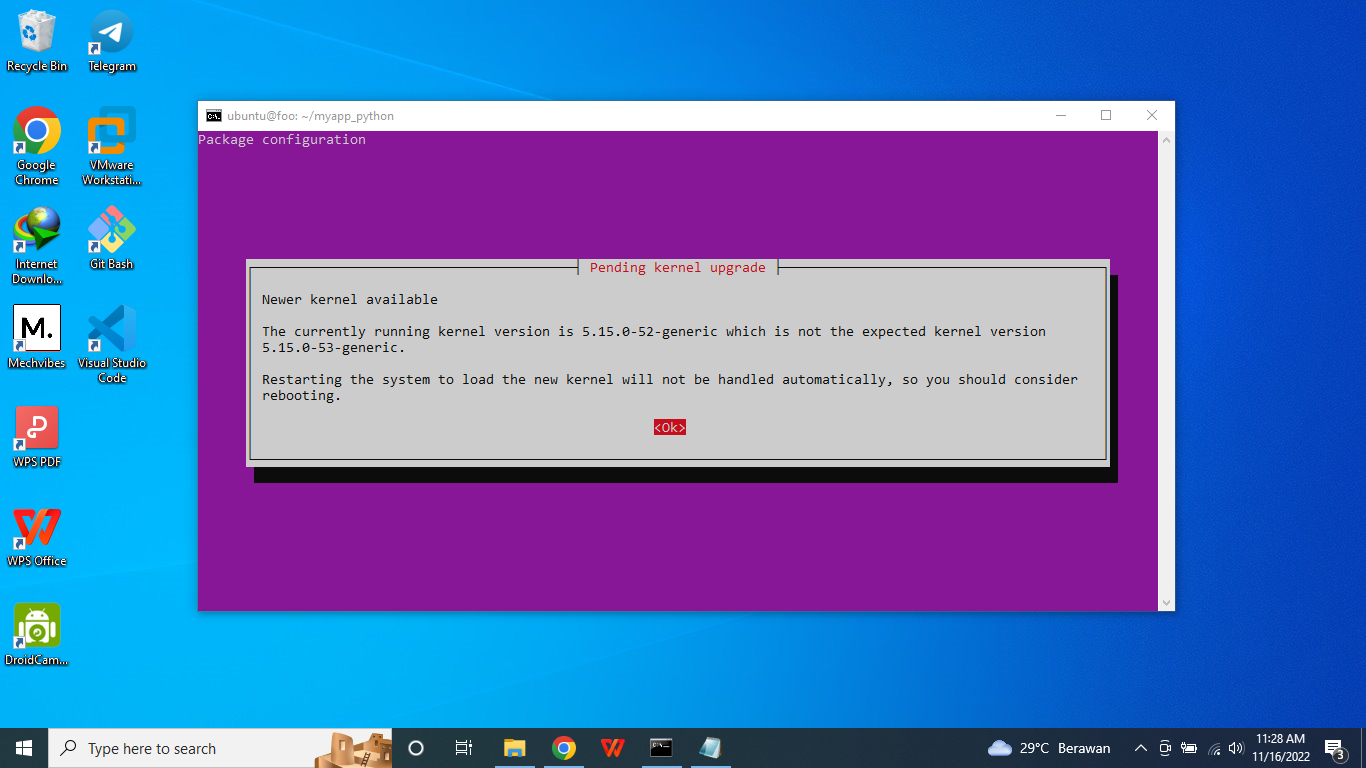 Recycle Bin
Telegram
Google
Chrome
VMware
Workstati...
Internet
Downlo...
Git Bash
M.
Mechvibes
Visual Studio
Code
WPS PDF
WPS Office
DroidCam...
C:\.
ubuntu@foo: ~/myapp_python
Package configuration
Pending kernel upgrade
Newer kernel available
The currently running kernel version is 5.15.0-52-generic which is not the expected kernel version
5.15.0-53-generic.
Restarting the system to load the new kernel will not be handled automatically, so you should consider
rebooting.
<Ok>
Type here to search
29°C Berawan
11:28 AM
11/16/2022
3